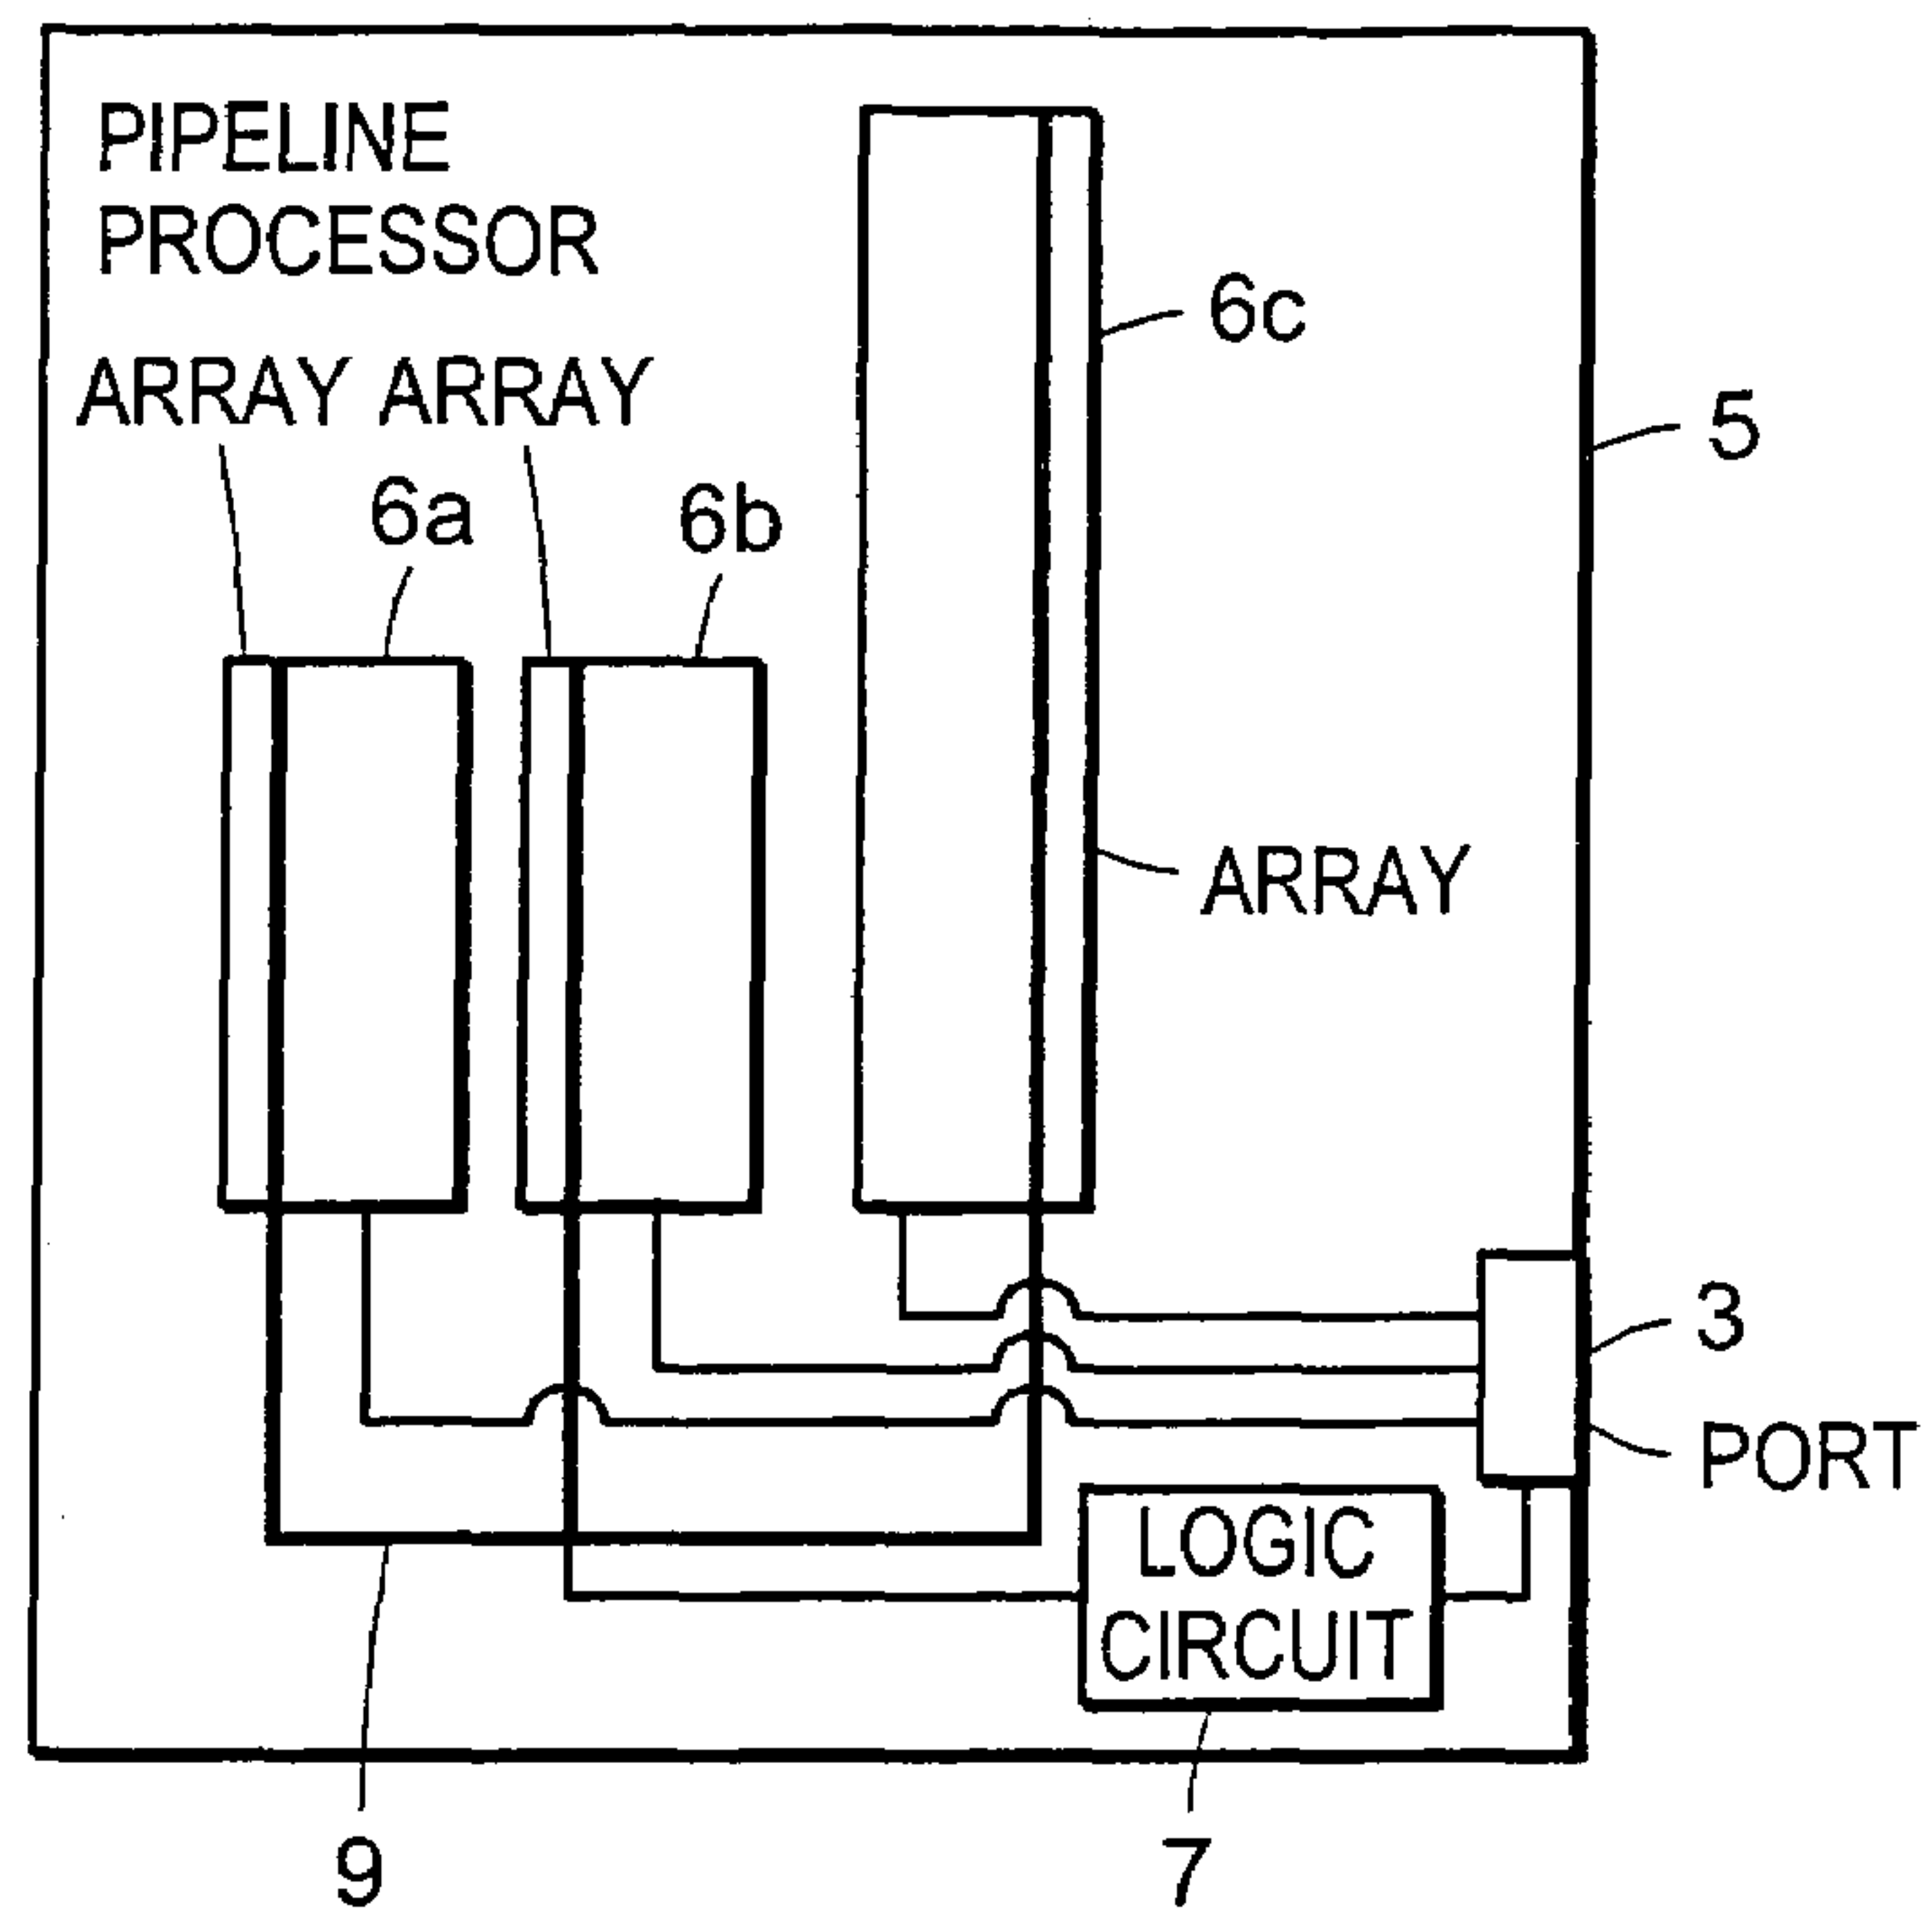 PIPELINE
PROCESSOR
6c
ARRAY ARRAY
5
6a
6b
ARRAY
3
PORT
LOGIC
CIRCUIT
9
7